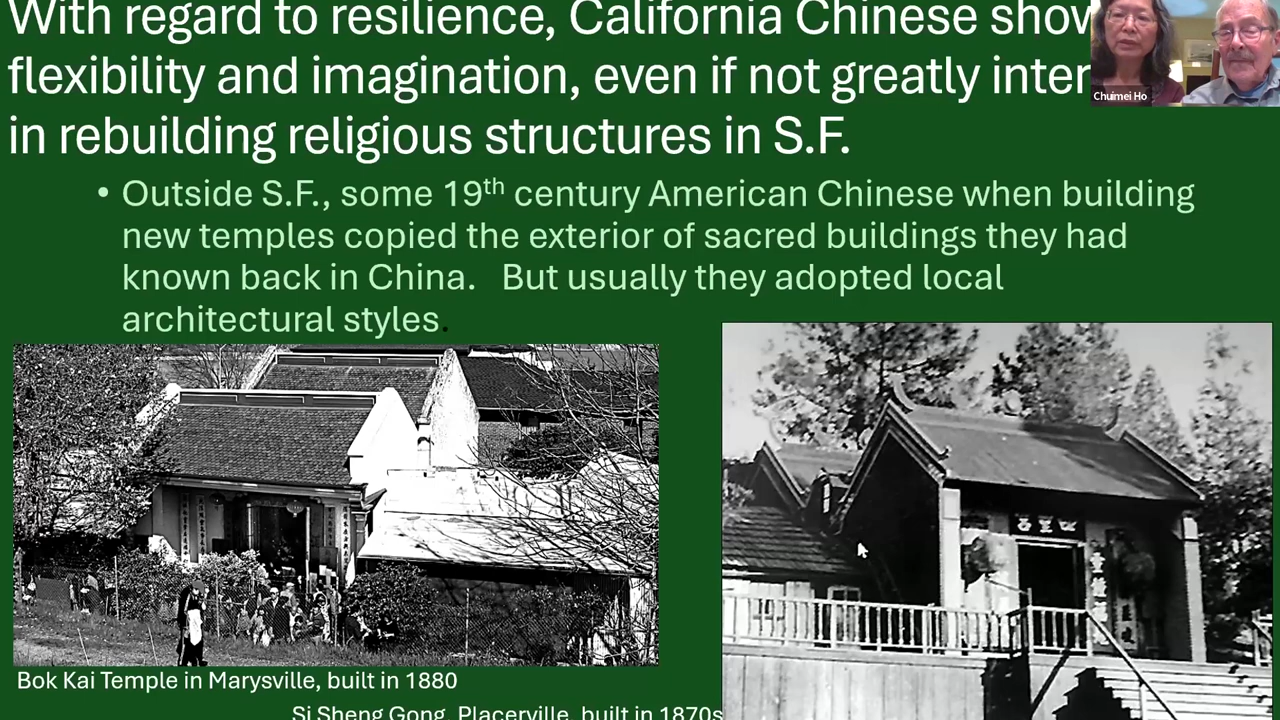 With regard to resilience, California Chinese show
flexibility and imagination, even if not greatly inter
in rebuilding religious structures in S.F.
Chuimei Ho
• Outside S.F., some 19th century American Chinese when building
new temples copied the exterior of sacred buildings they had
known back in China. But usually they adopted local
architectural styles.
Bok Kai Temple in Marysville, built in 1880
Si Sheng Gong, Placerville, built in 1870s